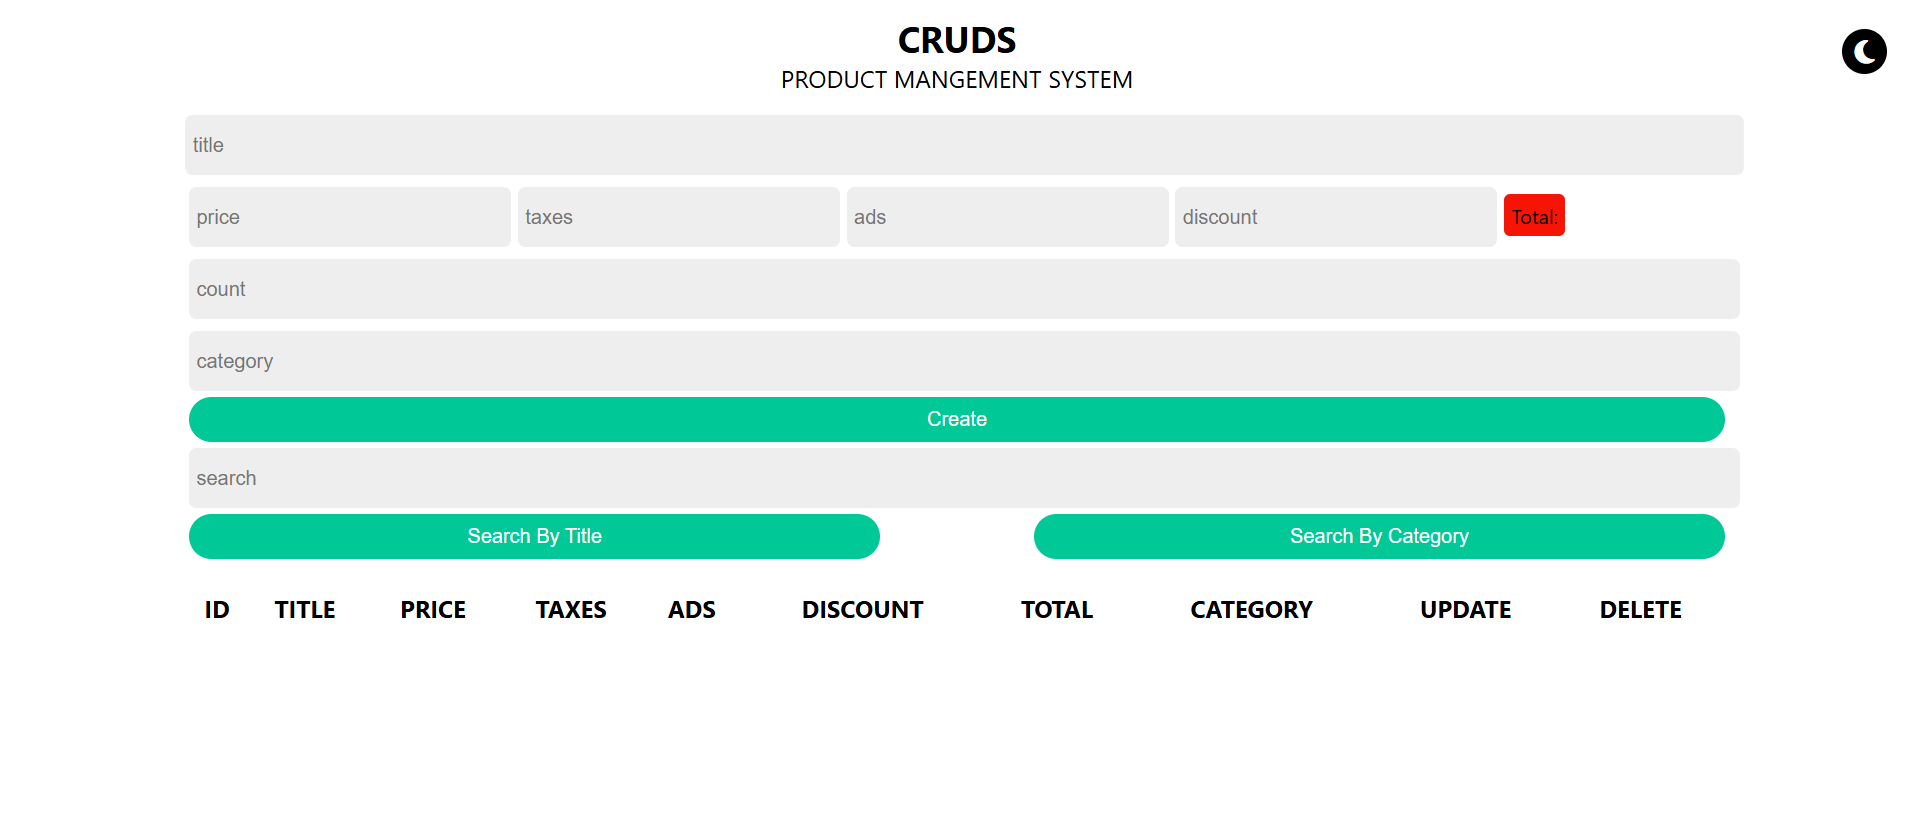 CRUDS
PRODUCT MANGEMENT SYSTEM
title
price taxes ads discount Total:
count
category
Create
search
Search By Title Search By Category
ID TITLE PRICE TAXES ADS DISCOUNT TOTAL CATEGORY UPDATE DELETE